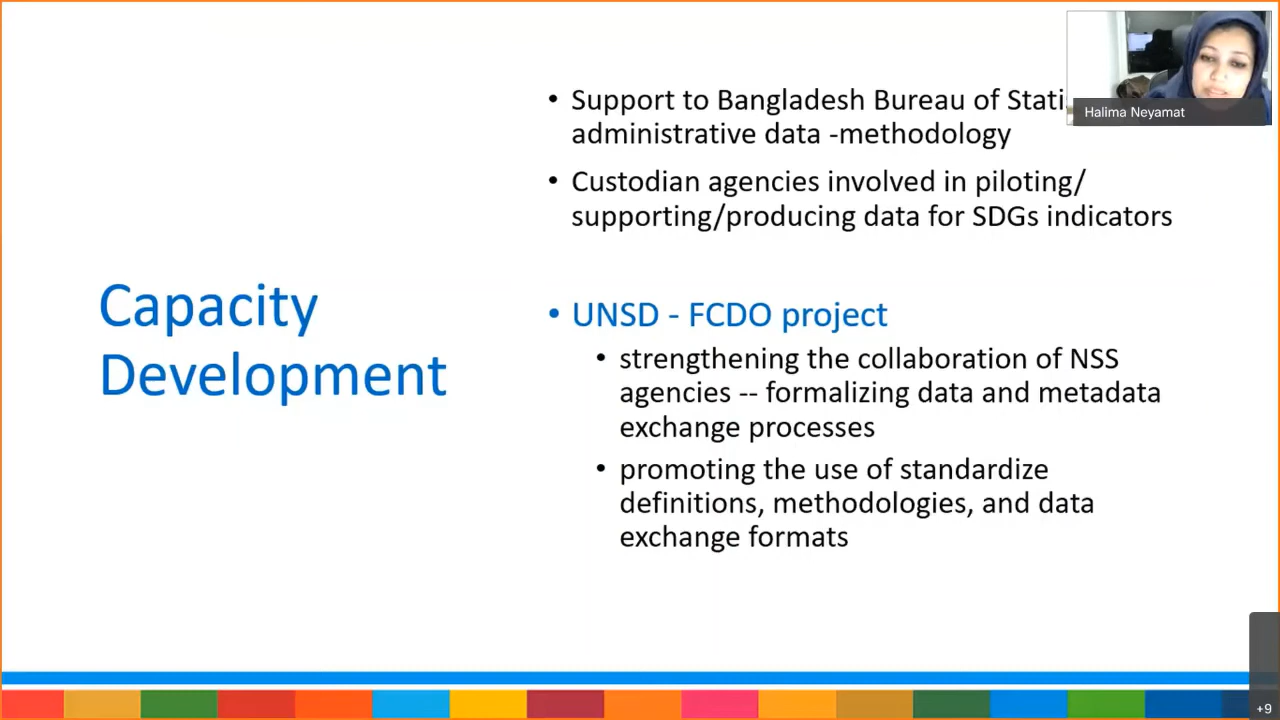 Capacity
Development
• Support to Bangladesh Bureau of
administrative data -methodology
• Custodian agencies involved in piloting/
supporting/producing data for SDGs indicators
• UNSD - FCDO project
• strengthening the collaboration of NSS
agencies -- formalizing data and metadata
exchange processes
• promoting the use of standardize
definitions, methodologies, and data
exchange formats
Halima Neyamat
+9